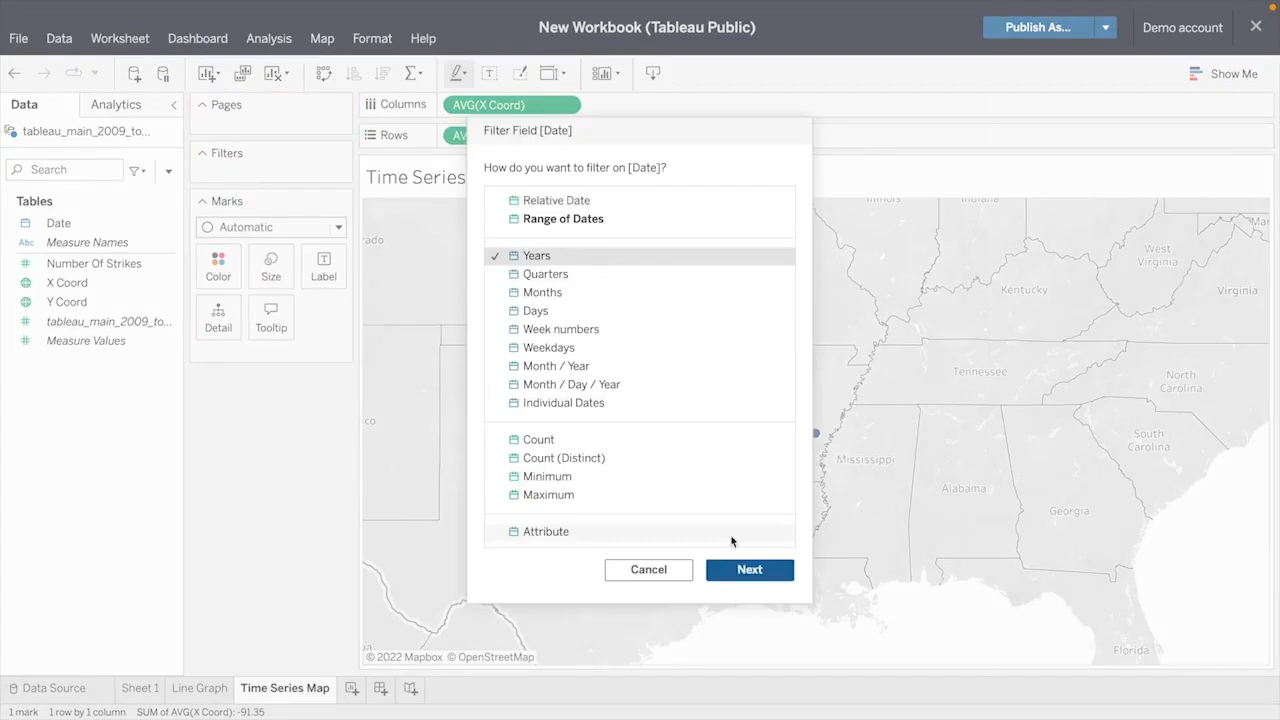 New Workbook (Tableau Public)
Publish As...
Demo account
File Data Worksheet Dashboard Analysis Map Format Help
Show Me
Data Analytics
tableau_main_2009_to...
Search
Tables
Date
Abc Measure Names
Number Of Strikes
X Coord
Y Coord
tableau_main_2009_to...
Measure Values
Pages
Filters
Marks
Automatic
Color Size Label
Detail Tooltip
Columns AVG(X Coord)
Rows AV
Time Series
Filter Field [Date]
How do you want to filter on [Date]?
Relative Date
Range of Dates
Years
Quarters
Months
Days
Week numbers
Weekdays
Month / Year
Month / Day / Year
Individual Dates
Count
Count (Distinct)
Minimum
Maximum
Attribute
Cancel Next
rado
co
Illinois
Indiana
West
Virginia
Mar
Kentucky
Virginia
Tennessee
North
Carolina
South
Carolina
Mississippi
Alabama
Georgia
Florida
© 2022 Mapbox © OpenStreetMap
Data Source Sheet 1 Line Graph Time Series Map
1 mark 1 row by 1 column SUM of AVG(X Coord): -91.35